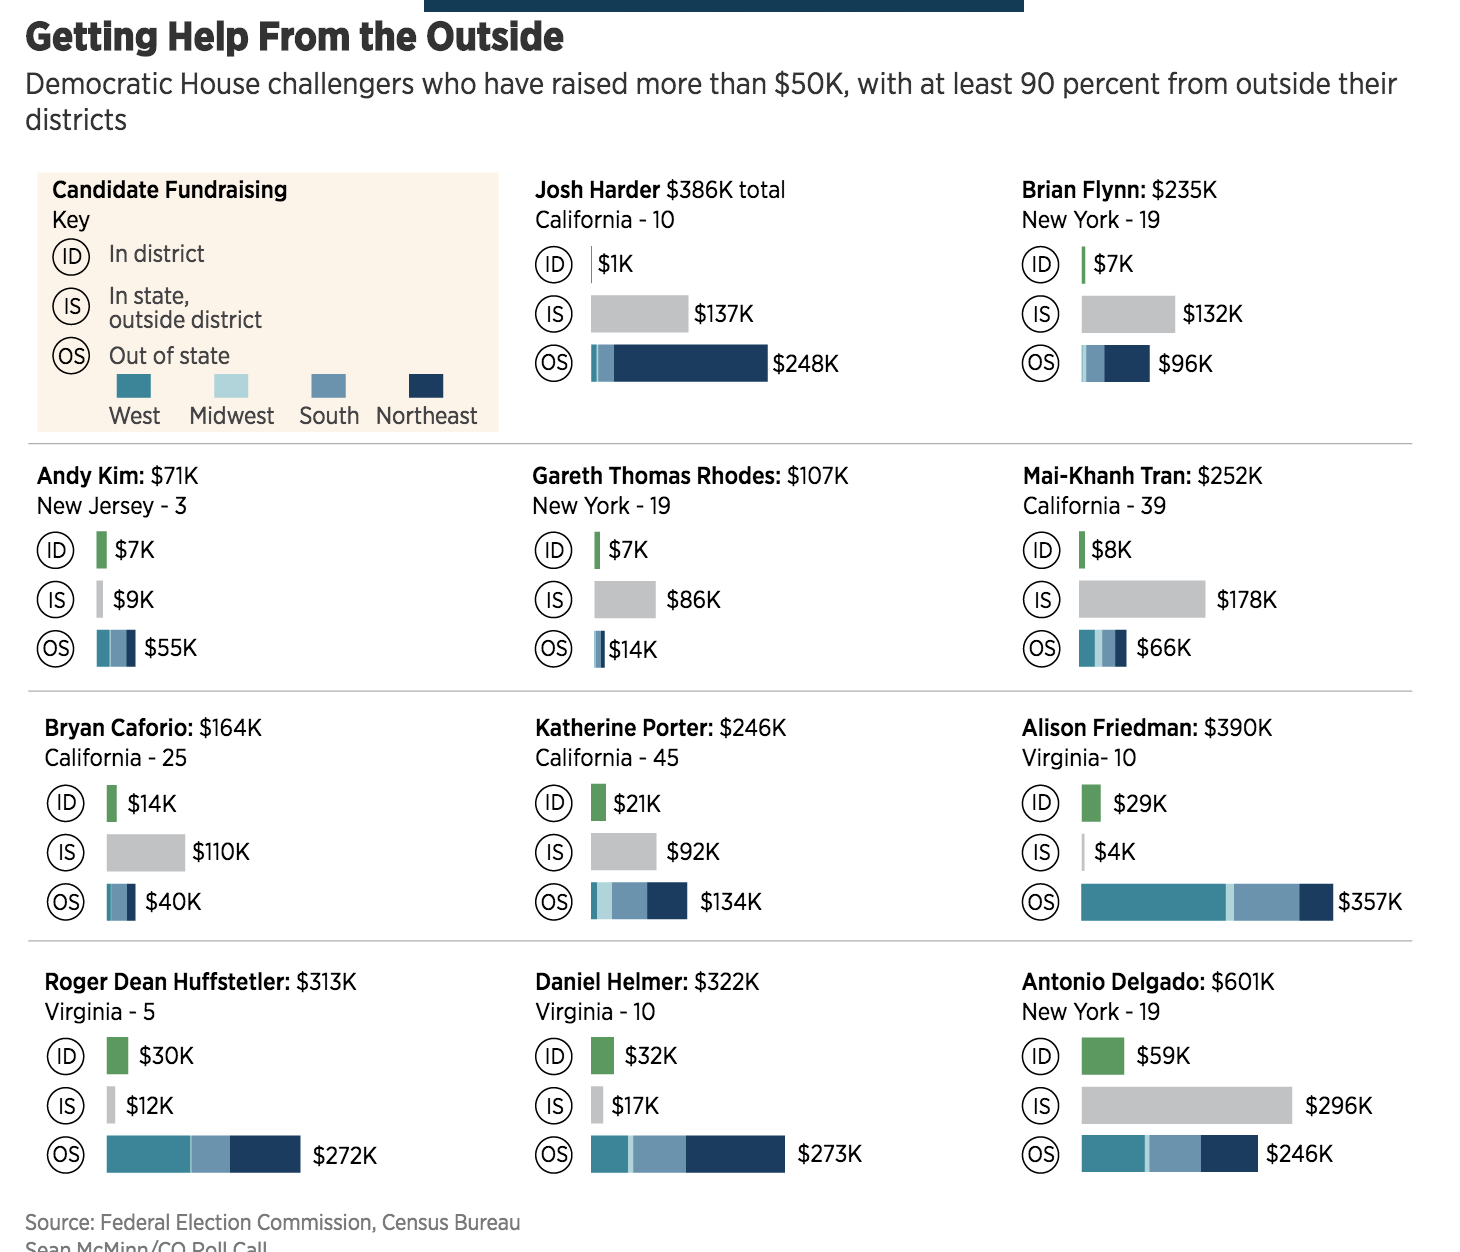 Getting Help From the Outside
Democratic House challengers who have raised more than $50K, with at least 90 percent from outside their
districts
Candidate Fundraising
Key
ID In district
IS In state,
outside district
OS Out of state
West Midwest South Northeast
Josh Harder $386K total
California - 10
ID $1K
IS $137K
OS $248K
Brian Flynn: $235K
New York - 19
ID $7K
IS $132K
OS $96K
Andy Kim: $71K
New Jersey - 3
ID $7K
IS $9K
OS $55K
Gareth Thomas Rhodes: $107K
New York - 19
ID $7K
IS $86K
OS $14K
Mai-Khanh Tran: $252K
California - 39
ID $8K
IS $178K
OS $66K
Bryan Caforio: $164K
California - 25
ID $14K
IS $110K
OS $40K
Katherine Porter: $246K
California - 45
ID $21K
IS $92K
OS $134K
Alison Friedman: $390K
Virginia- 10
ID $29K
IS $4K
OS $357K
Roger Dean Huffstetler: $313K
Virginia - 5
ID $30K
IS $12K
OS $272K
Daniel Helmer: $322K
Virginia - 10
ID $32K
IS $17K
OS $273K
Antonio Delgado: $601K
New York - 19
ID $59K
IS $296K
OS $246K
Source: Federal Election Commission, Census Bureau
Sean McMinn/CQ Roll Call